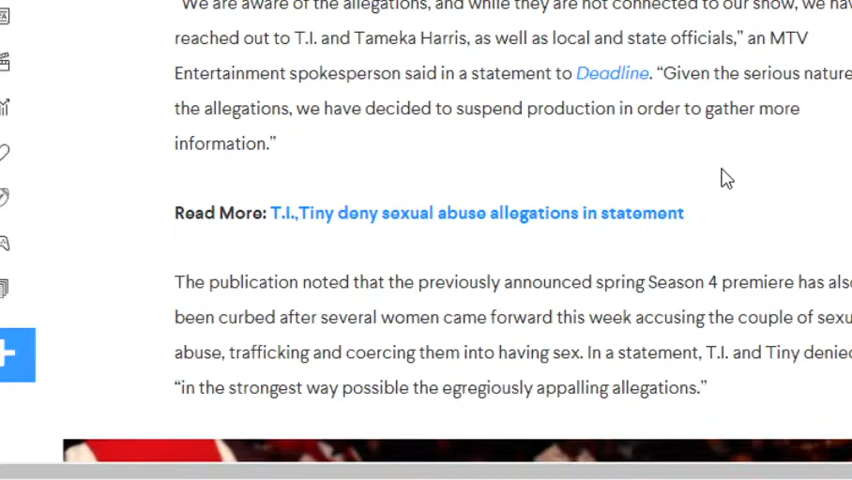 "We are aware of the allegations, and while they are not connected to our show, we hav
reached out to T.I. and Tameka Harris, as well as local and state officials," an MTV
Entertainment spokesperson said in a statement to Deadline. "Given the serious nature
the allegations, we have decided to suspend production in order to gather more
information."
Read More: T.I.,Tiny deny sexual abuse allegations in statement
The publication noted that the previously announced spring Season 4 premiere has als
been curbed after several women came forward this week accusing the couple of sexu
abuse, trafficking and coercing them into having sex. In a statement, T.I. and Tiny denied
"in the strongest way possible the egregiously appalling allegations."